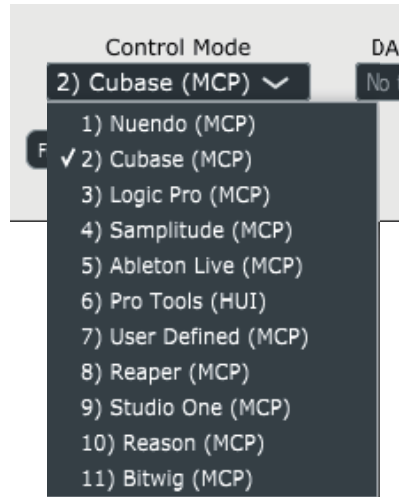 Control Mode
DA
2) Cubase (MCP)
No
F
1) Nuendo (MCP)
✓ 2) Cubase (MCP)
3) Logic Pro (MCP)
4) Samplitude (MCP)
5) Ableton Live (MCP)
6) Pro Tools (HUI)
7) User Defined (MCP)
8) Reaper (MCP)
9) Studio One (MCP)
10) Reason (MCP)
11) Bitwig (MCP)